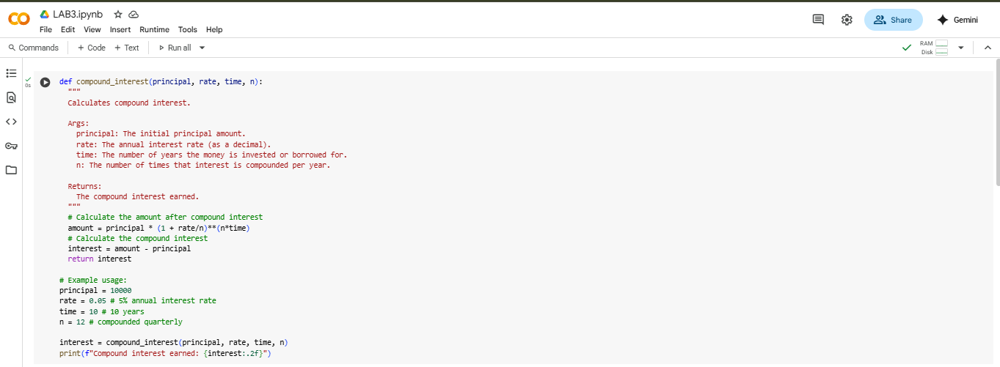 LAB3.ipynb
File Edit View Insert Runtime Tools Help
Share
Gemini
Commands + Code + Text Run all
RAM
Disk
0s
def compound_interest(principal, rate, time, n):
"""
Calculates compound interest.
Args:
principal: The initial principal amount.
rate: The annual interest rate (as a decimal).
time: The number of years the money is invested or borrowed for.
n: The number of times that interest is compounded per year.
Returns:
The compound interest earned.
"""
# Calculate the amount after compound interest
amount = principal * (1 + rate/n)**(n*time)
# Calculate the compound interest
interest = amount - principal
return interest
# Example usage:
principal = 10000
rate = 0.05 # 5% annual interest rate
time = 10 # 10 years
n = 12 # compounded quarterly
interest = compound_interest(principal, rate, time, n)
print(f"Compound interest earned: {interest:.2f}")